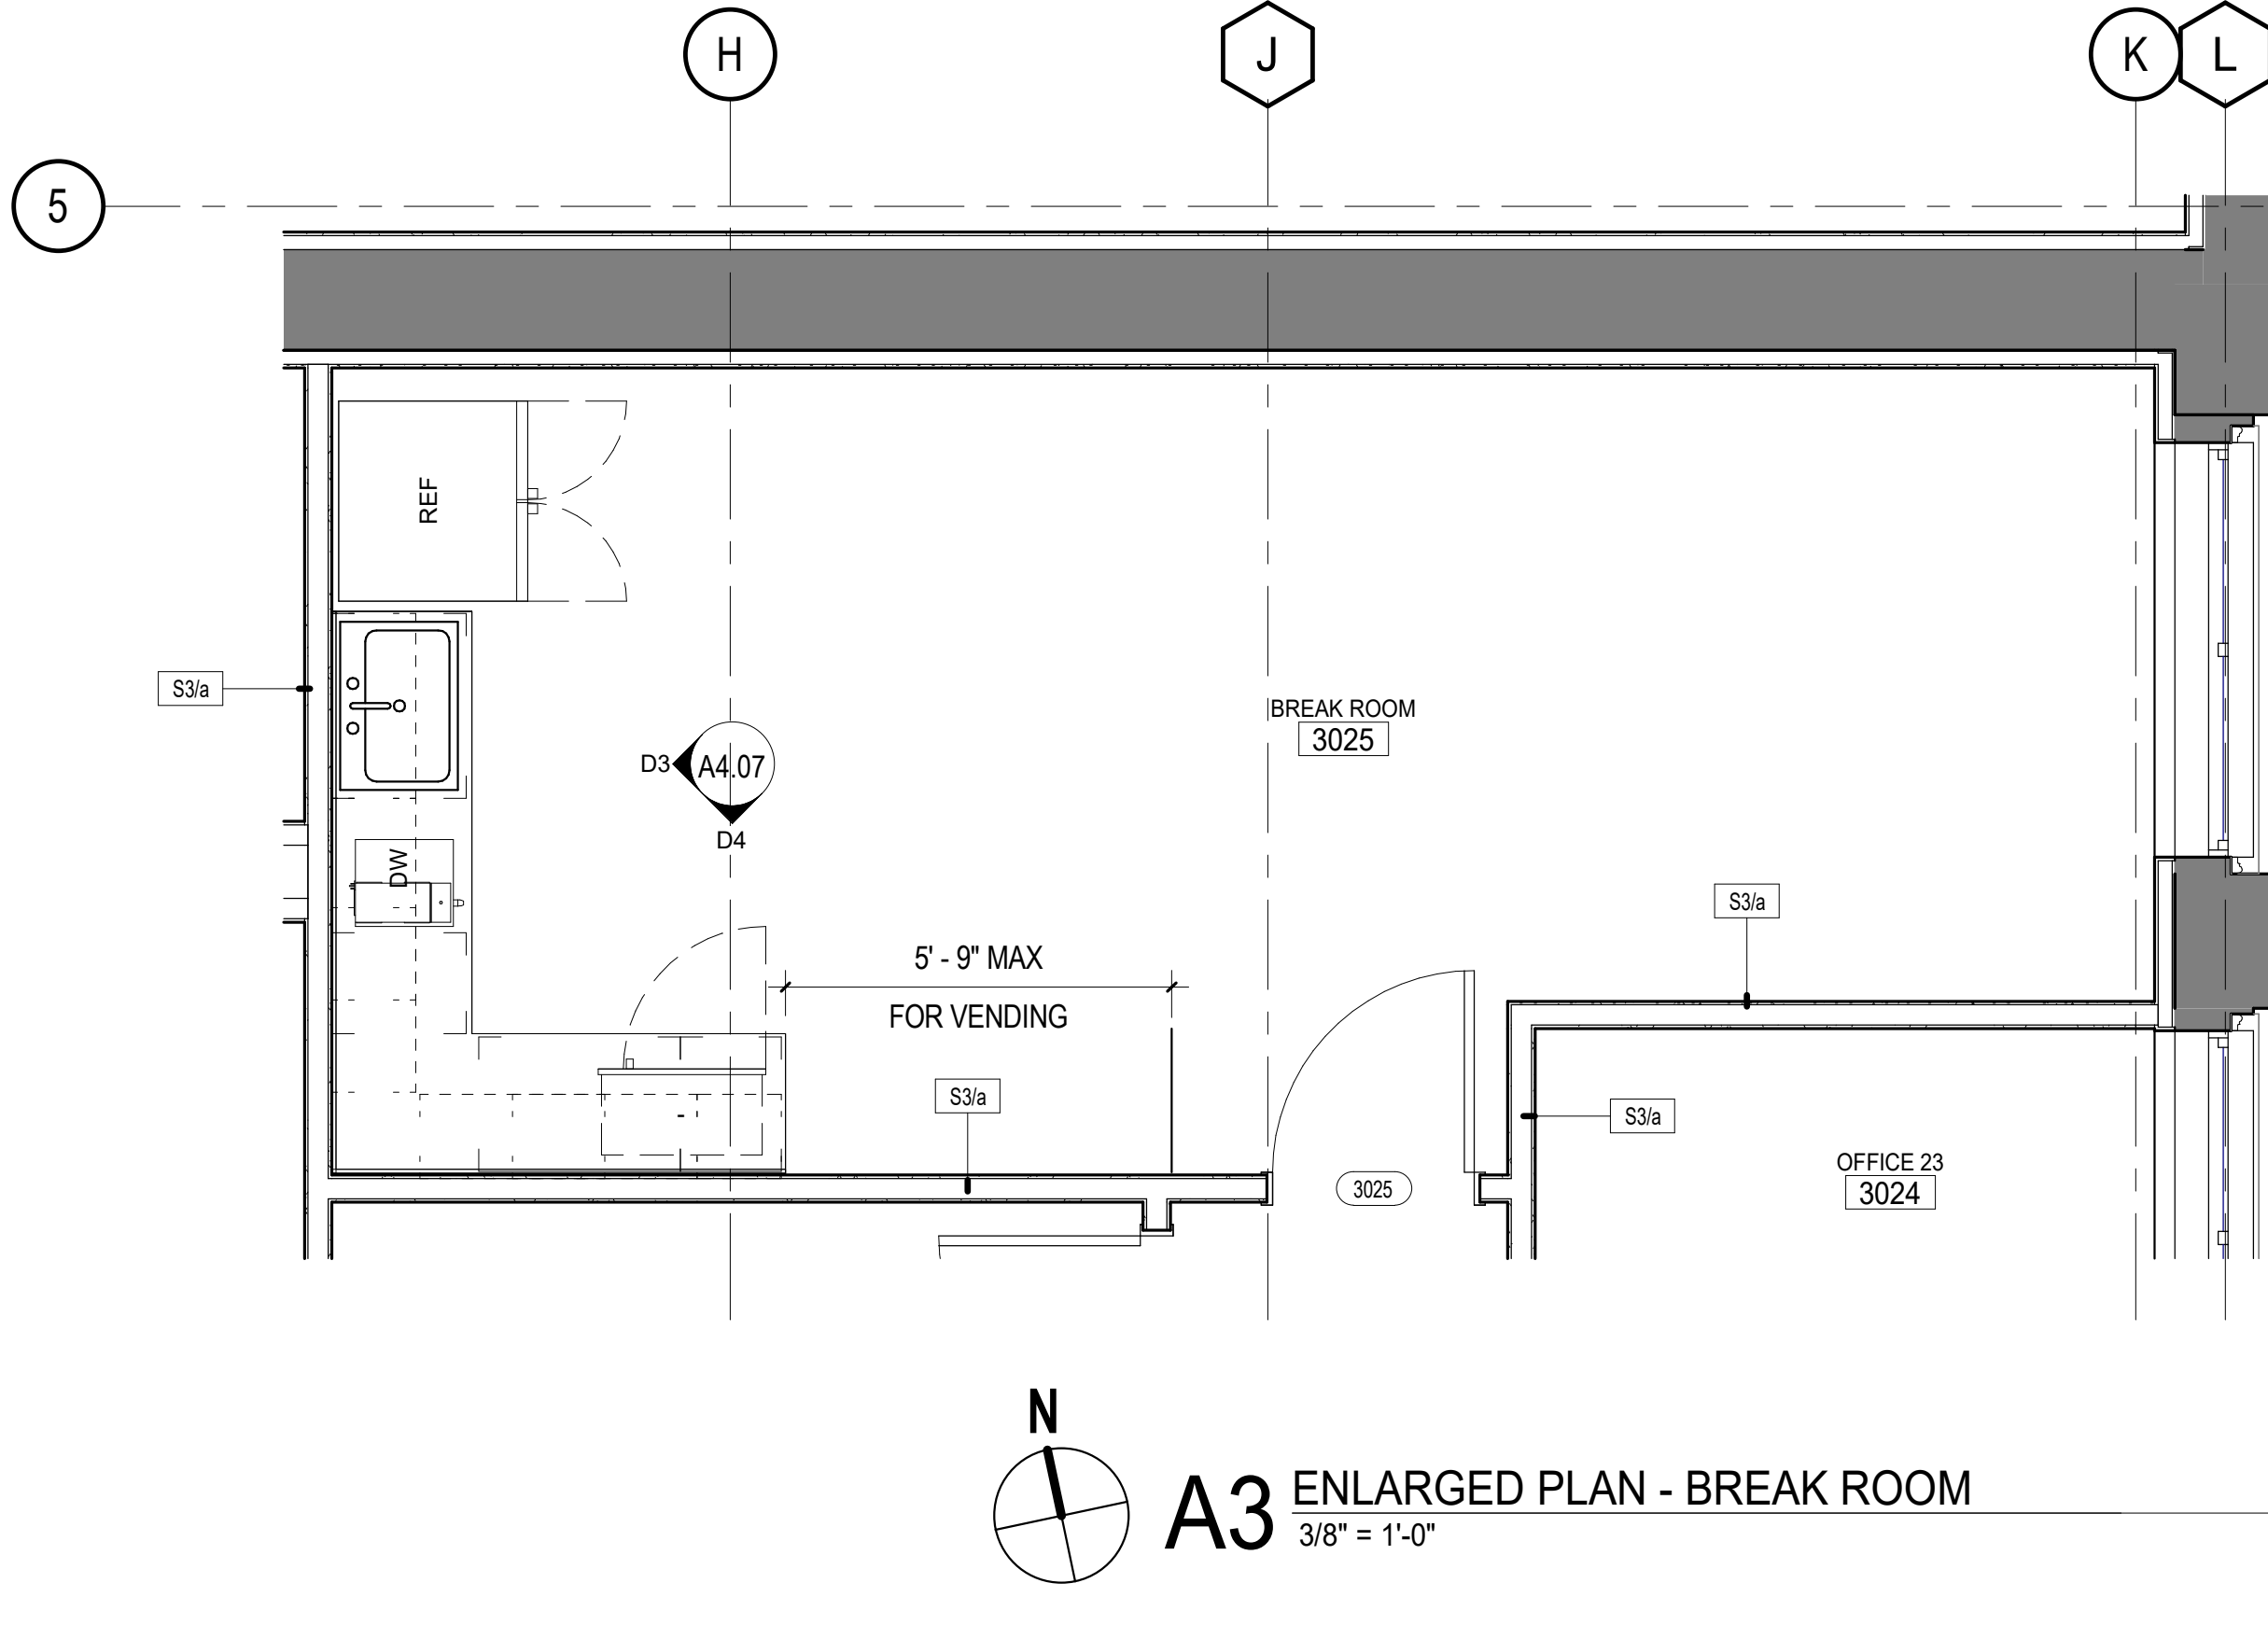 H
J
K
L
5
REF
S3/a
BREAK ROOM
3025
D3
A4.07
D4
DW
S3/a
5' - 9" MAX
FOR VENDING
S3/a
S3/a
OFFICE 23
3024
3025
N
A3
ENLARGED PLAN - BREAK ROOM
3/8" = 1'-0"